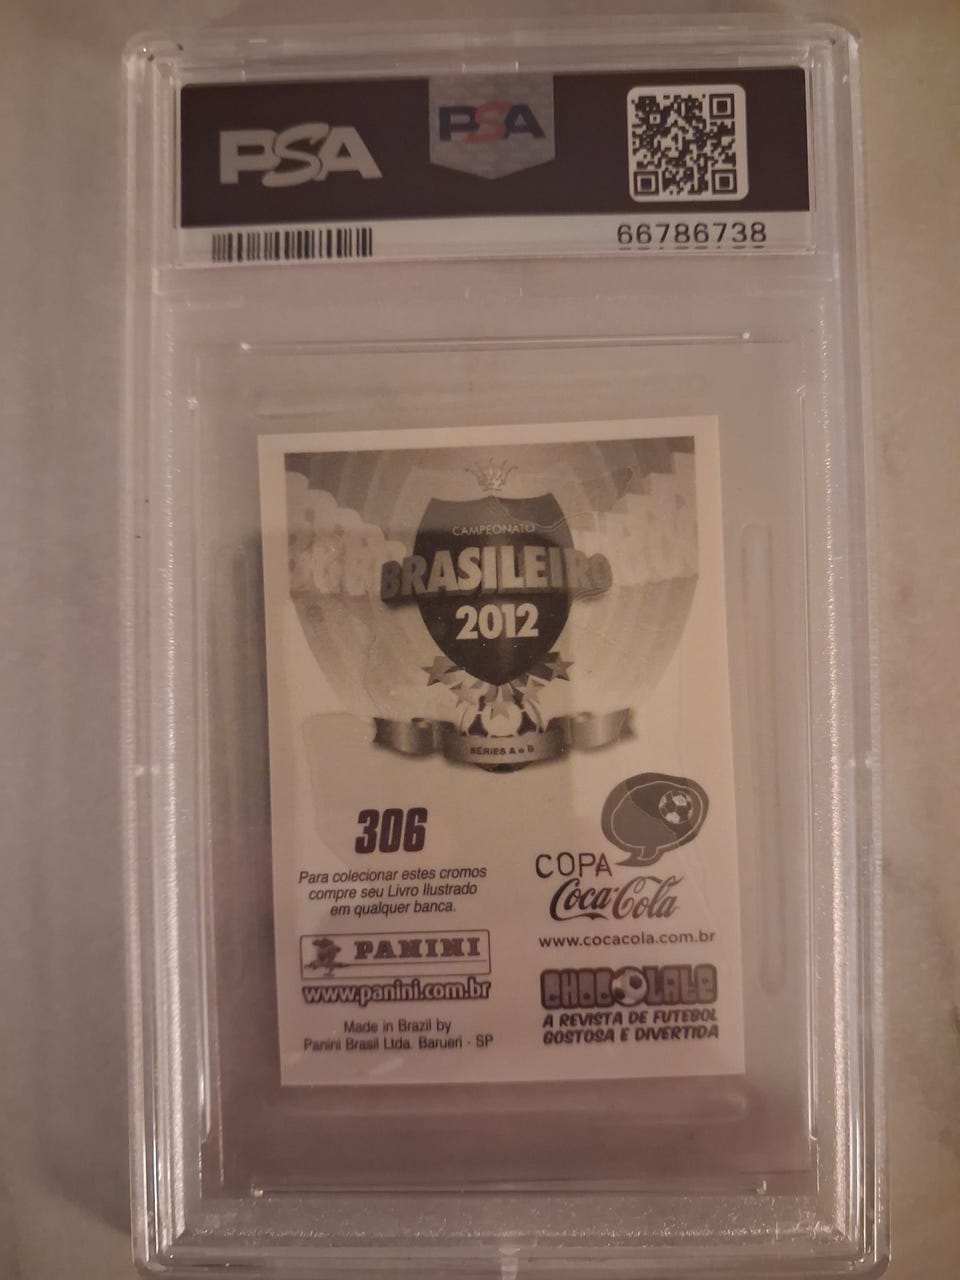 PSA
PSA
66786738
CAMPEONATO
BRASILEIRO
2012
SÉRIES A e B
306
Para colecionar estes cromos
compre seu Livro Ilustrado
em qualquer banca.
PANINI
www.panini.com.br
Made in Brazil by
Panini Brasil Ltda. Barueri - SP
COPA
Coca-Cola
www.cocacola.com.br
CHOCOLATE
A REVISTA DE FUTEBOL
GOSTOSA E DIVERTIDA